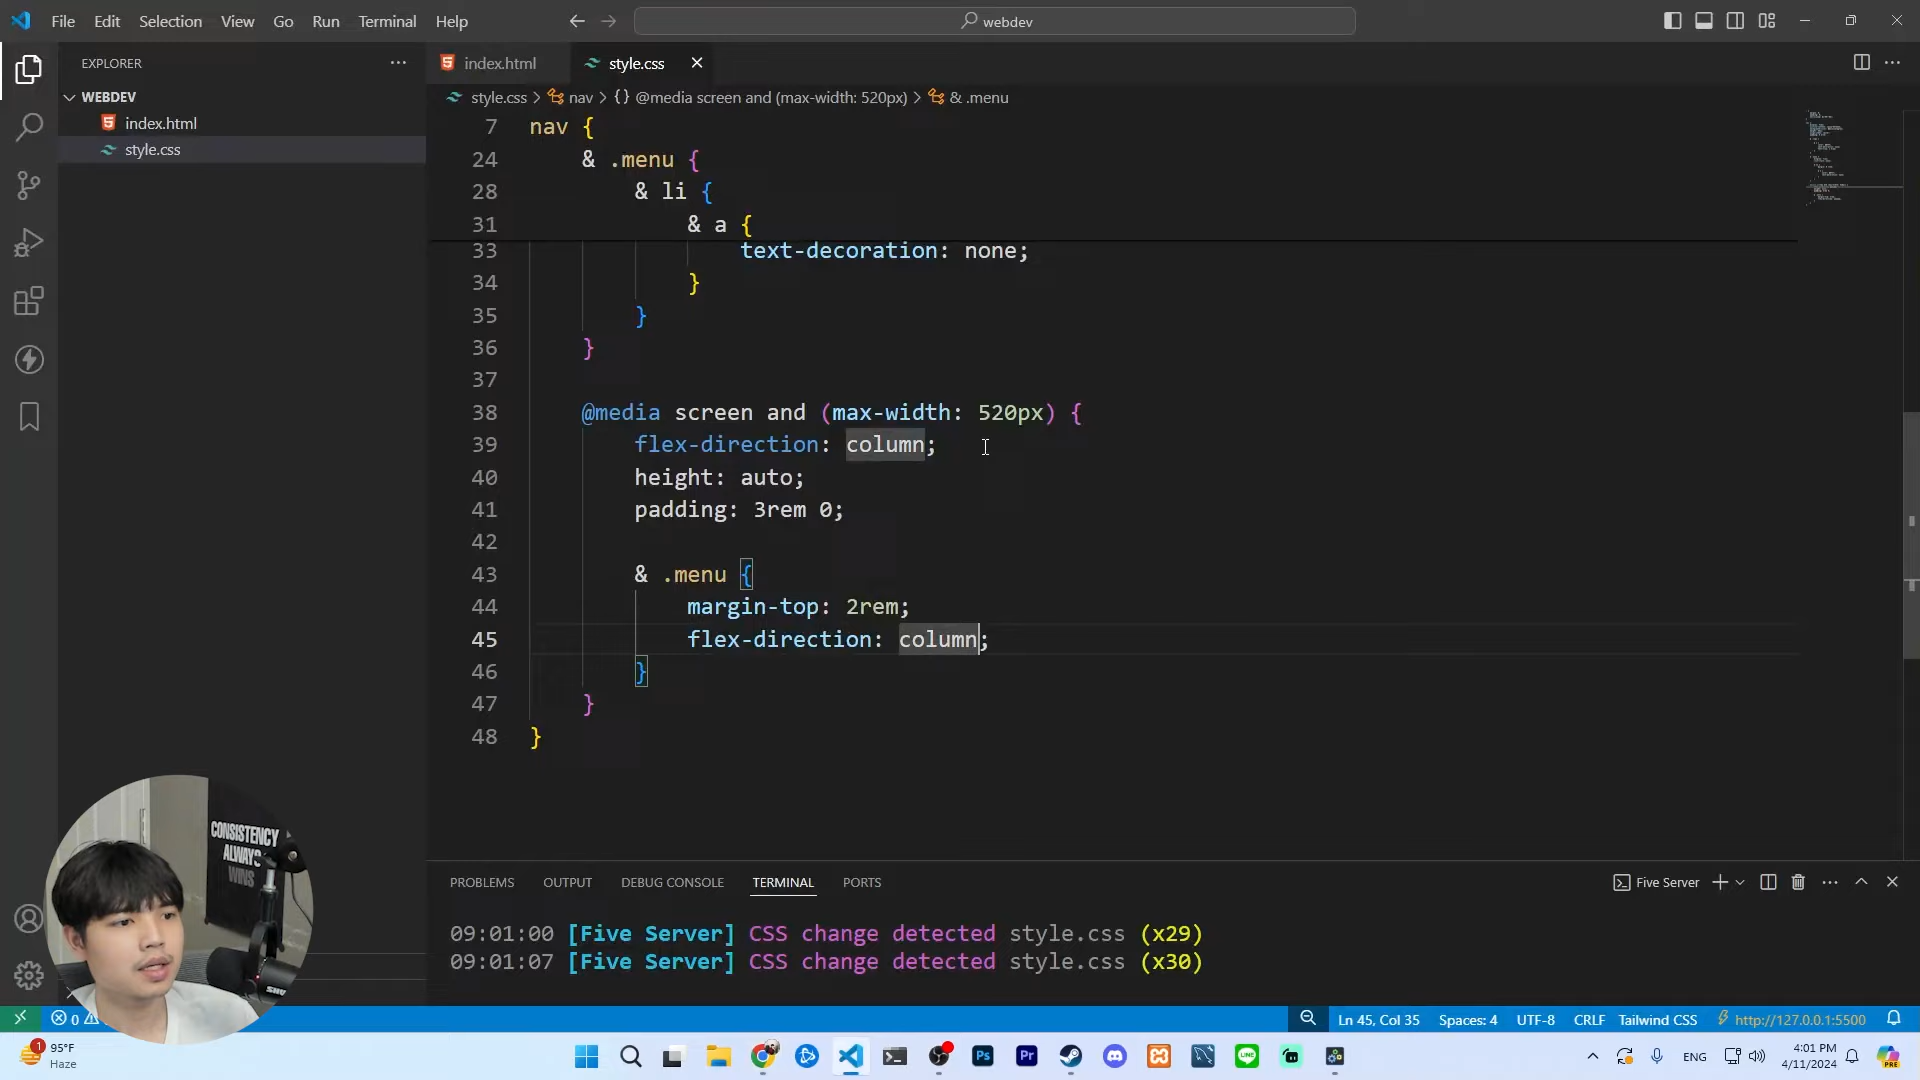 File Edit Selection View Go Run Terminal Help
webdev
EXPLORER
WEBDEV
index.html
style.css
index.html
style.css
style.css > nav > {} @media screen and (max-width: 520px) > & .menu
7 nav {
24 & .menu {
28 & li {
31 & a {
33 text-decoration: none;
34 }
35 }
36 }
37
38 @media screen and (max-width: 520px) {
39 flex-direction: column;
40 height: auto;
41 padding: 3rem 0;
42
43 & .menu {
44 margin-top: 2rem;
45 flex-direction: column;
46 }
47 }
48 }
CONSISTENCY
ALWAYS
WINS
PROBLEMS OUTPUT DEBUG CONSOLE TERMINAL PORTS
Five Server
09:01:00 [Five Server] CSS change detected style.css (x29)
09:01:07 [Five Server] CSS change detected style.css (x30)
0
Ln 45, Col 35 Spaces: 4 UTF-8 CRLF Tailwind CSS http://127.0.0.1:5500
1
95°F
Haze
Ps
Pr
LINE
ENG
4:01 PM
4/11/2024
PRE